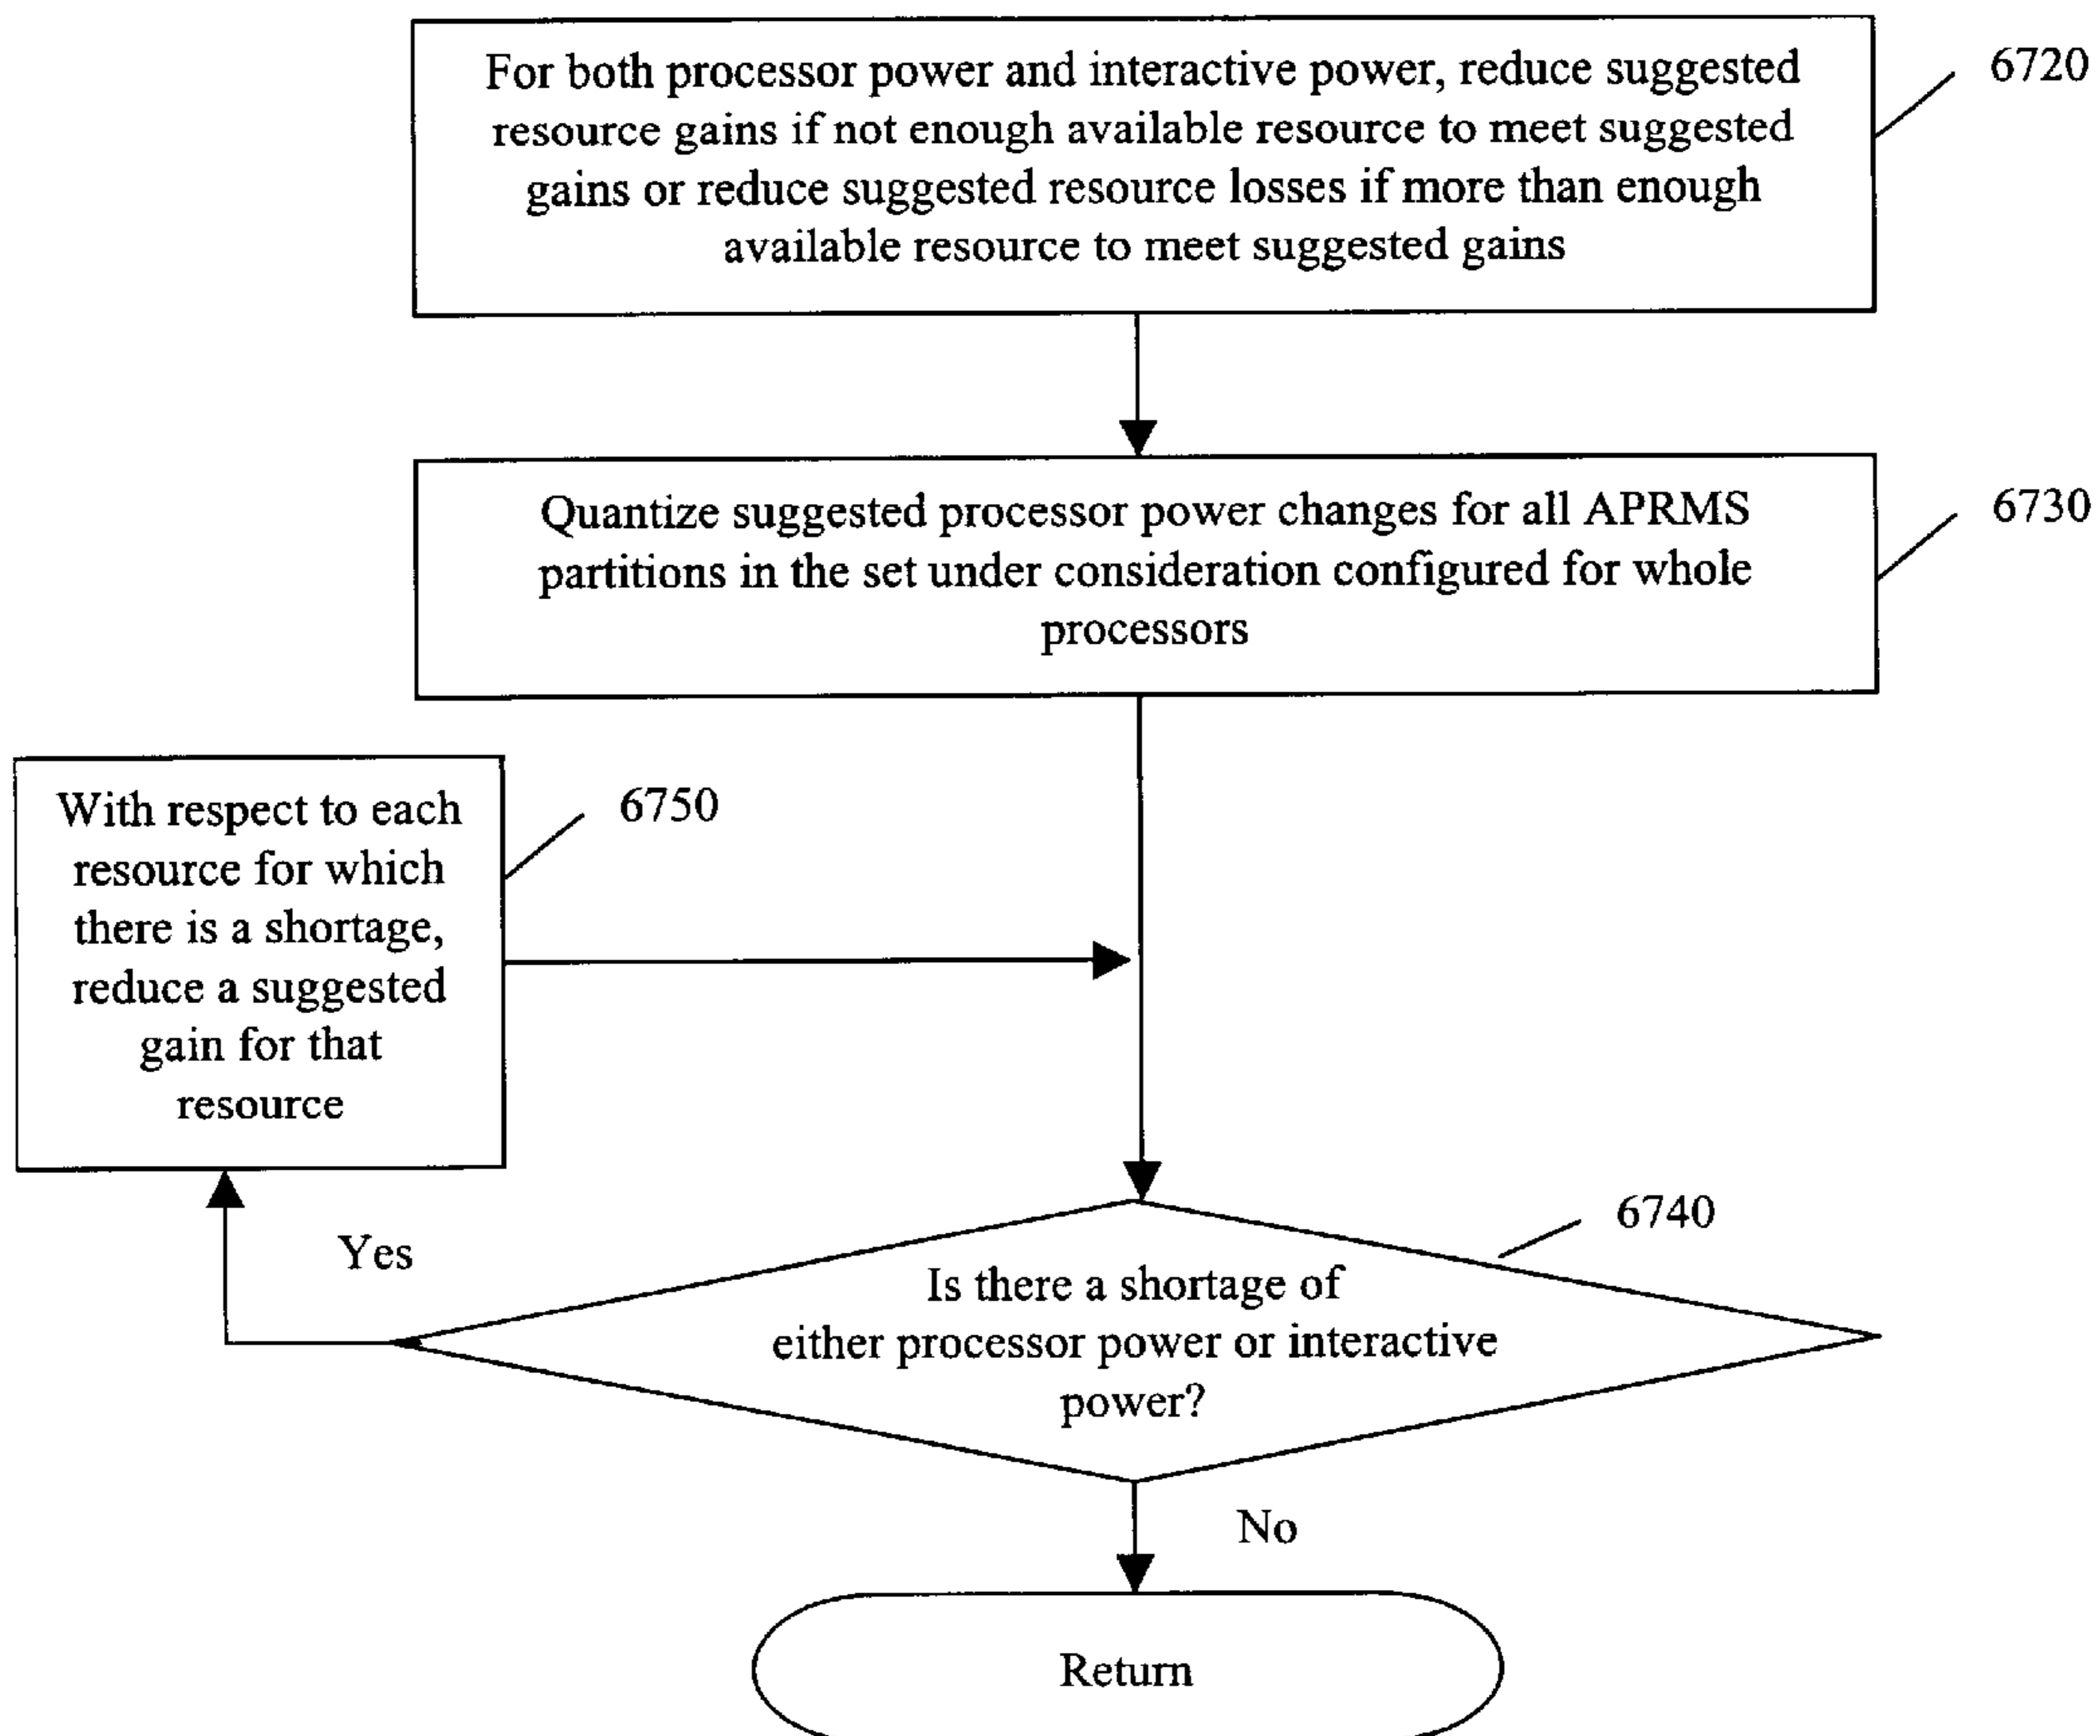 For both processor power and interactive power, reduce suggested
resource gains if not enough available resource to meet suggested
gains or reduce suggested resource losses if more than enough
available resource to meet suggested gains
6720
Quantize suggested processor power changes for all APRMS
partitions in the set under consideration configured for whole
processors
6730
With respect to each
resource for which
there is a shortage,
reduce a suggested
gain for that
resource
6750
Yes
6740
Is there a shortage of
either processor power or interactive
power?
No
Return